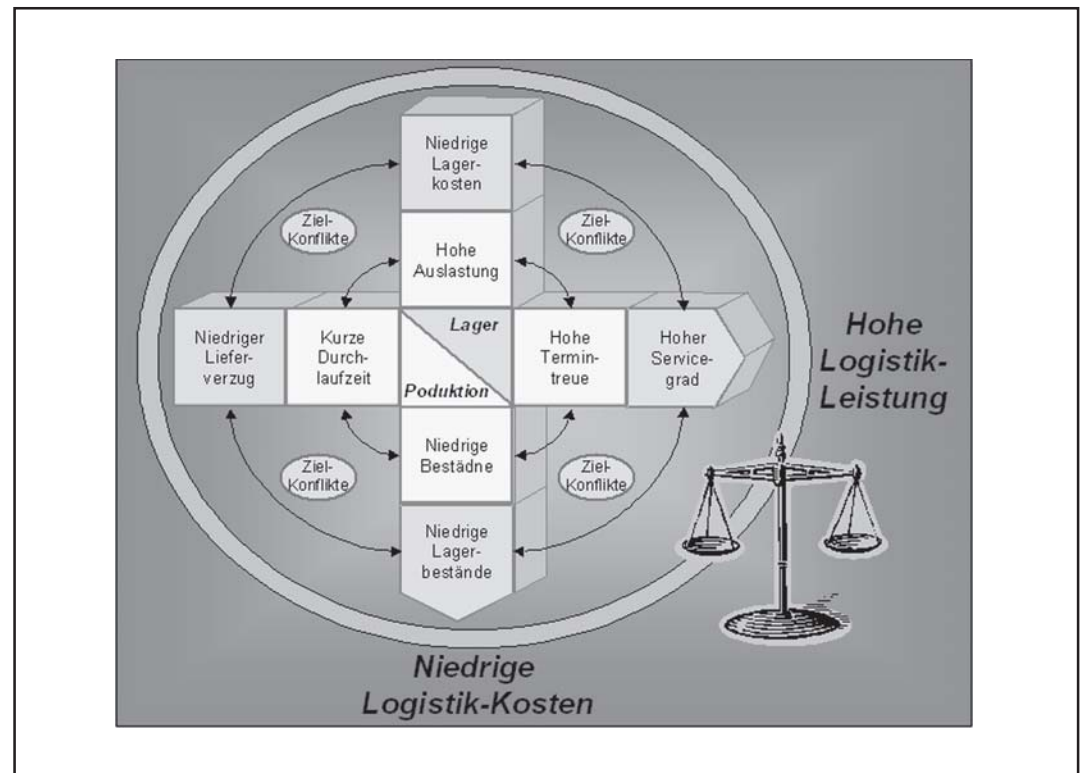 Niedrige
Lager-
kosten
Ziel-
Konflikte
Ziel-
Konflikte
Hohe
Auslastung
Niedriger
Liefer-
verzug
Kurze
Durch-
laufzeit
Lager
Poduktion
Hohe
Termin-
treue
Hoher
Service-
grad
Hohe
Logistik-
Leistung
Niedrige
Bestädne
Ziel-
Konflikte
Ziel-
Konflikte
Niedrige
Lager-
bestände
Niedrige
Logistik-Kosten